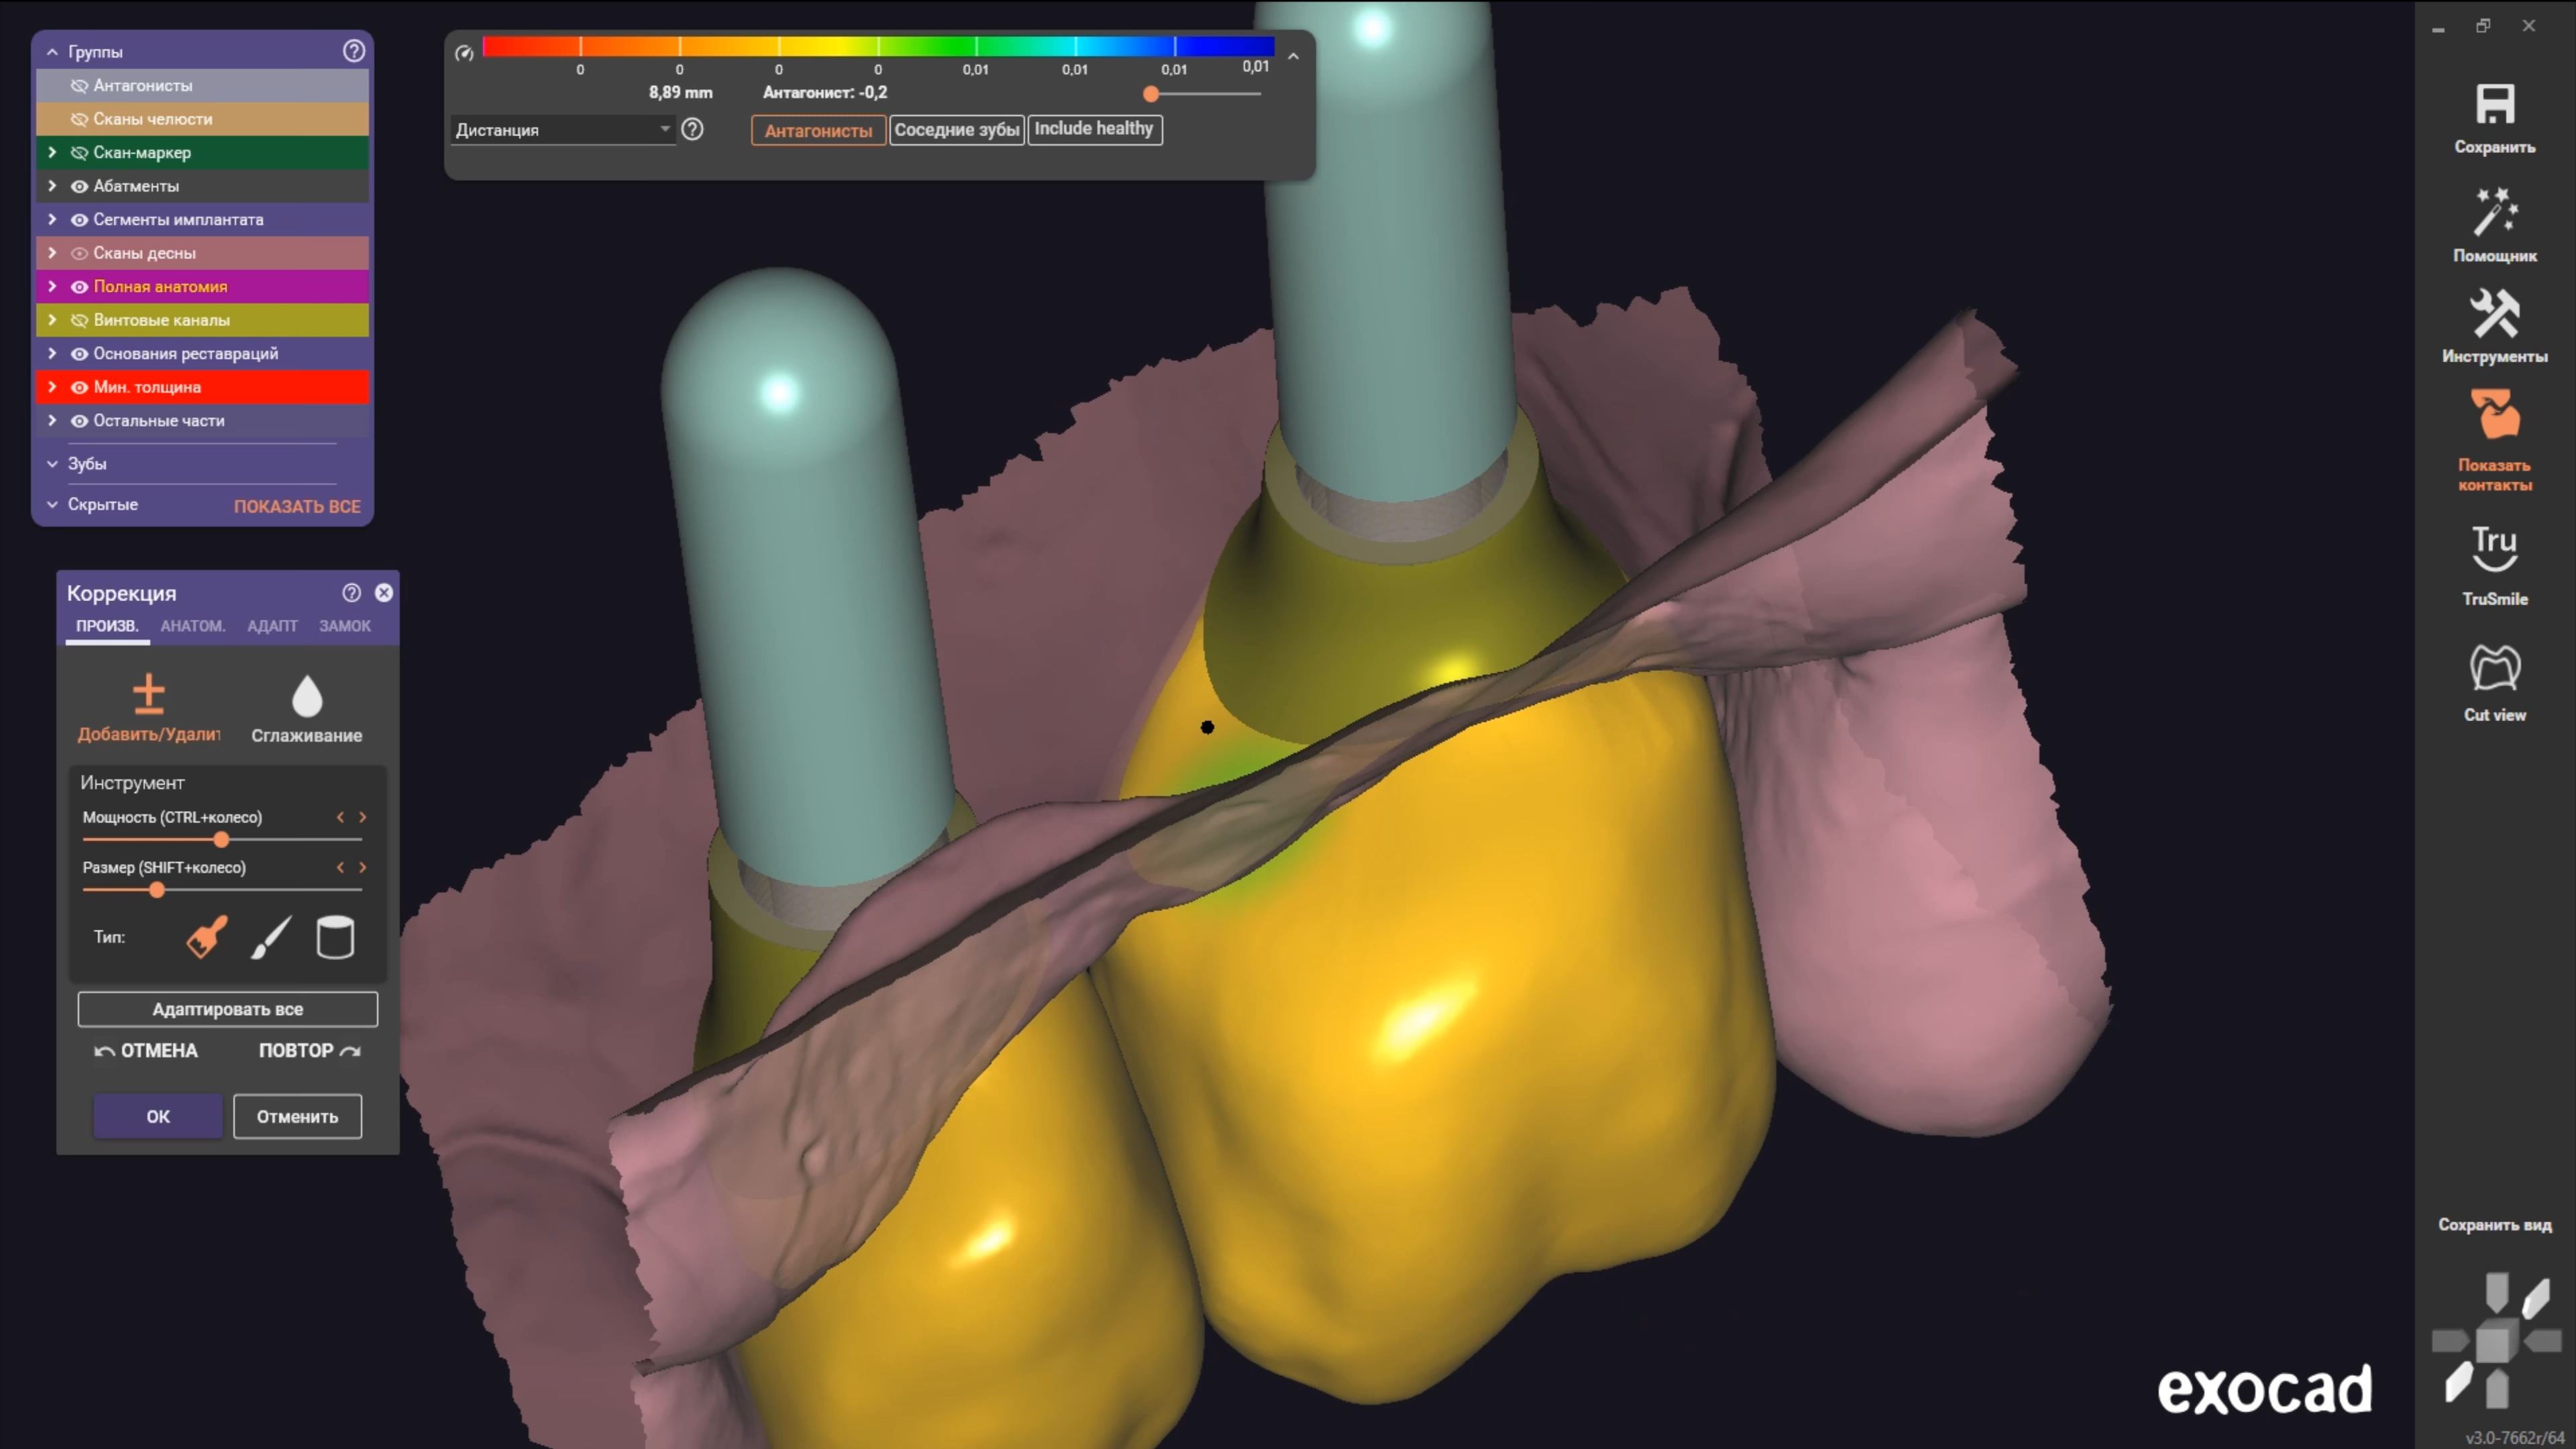 Группы
Антагонисты
Сканы челюсти
Скан-маркер
Абатменты
Сегменты имплантата
Сканы десны
Полная анатомия
Винтовые каналы
Основания реставраций
Мин. толщина
Остальные части
Зубы
Скрытые ПОКАЗАТЬ ВСЕ
0 0 0 0 0,01 0,01 0,01 0,01
8,89 mm Антагонист: -0,2
Дистанция Антагонисты Соседние зубы Include healthy
Коррекция
ПРОИЗВ. АНАТОМ. АДАПТ ЗАМОК
Добавить/Удалит Сглаживание
Инструмент
Мощность (CTRL+колесо)
Размер (SHIFT+колесо)
Тип:
Адаптировать все
ОТМЕНА ПОВТОР
OK Отменить
Сохранить
Помощник
Инструменты
Показать
контакты
Tru
TruSmile
Cut view
Сохранить вид
exocad
v3.0-7662r/64